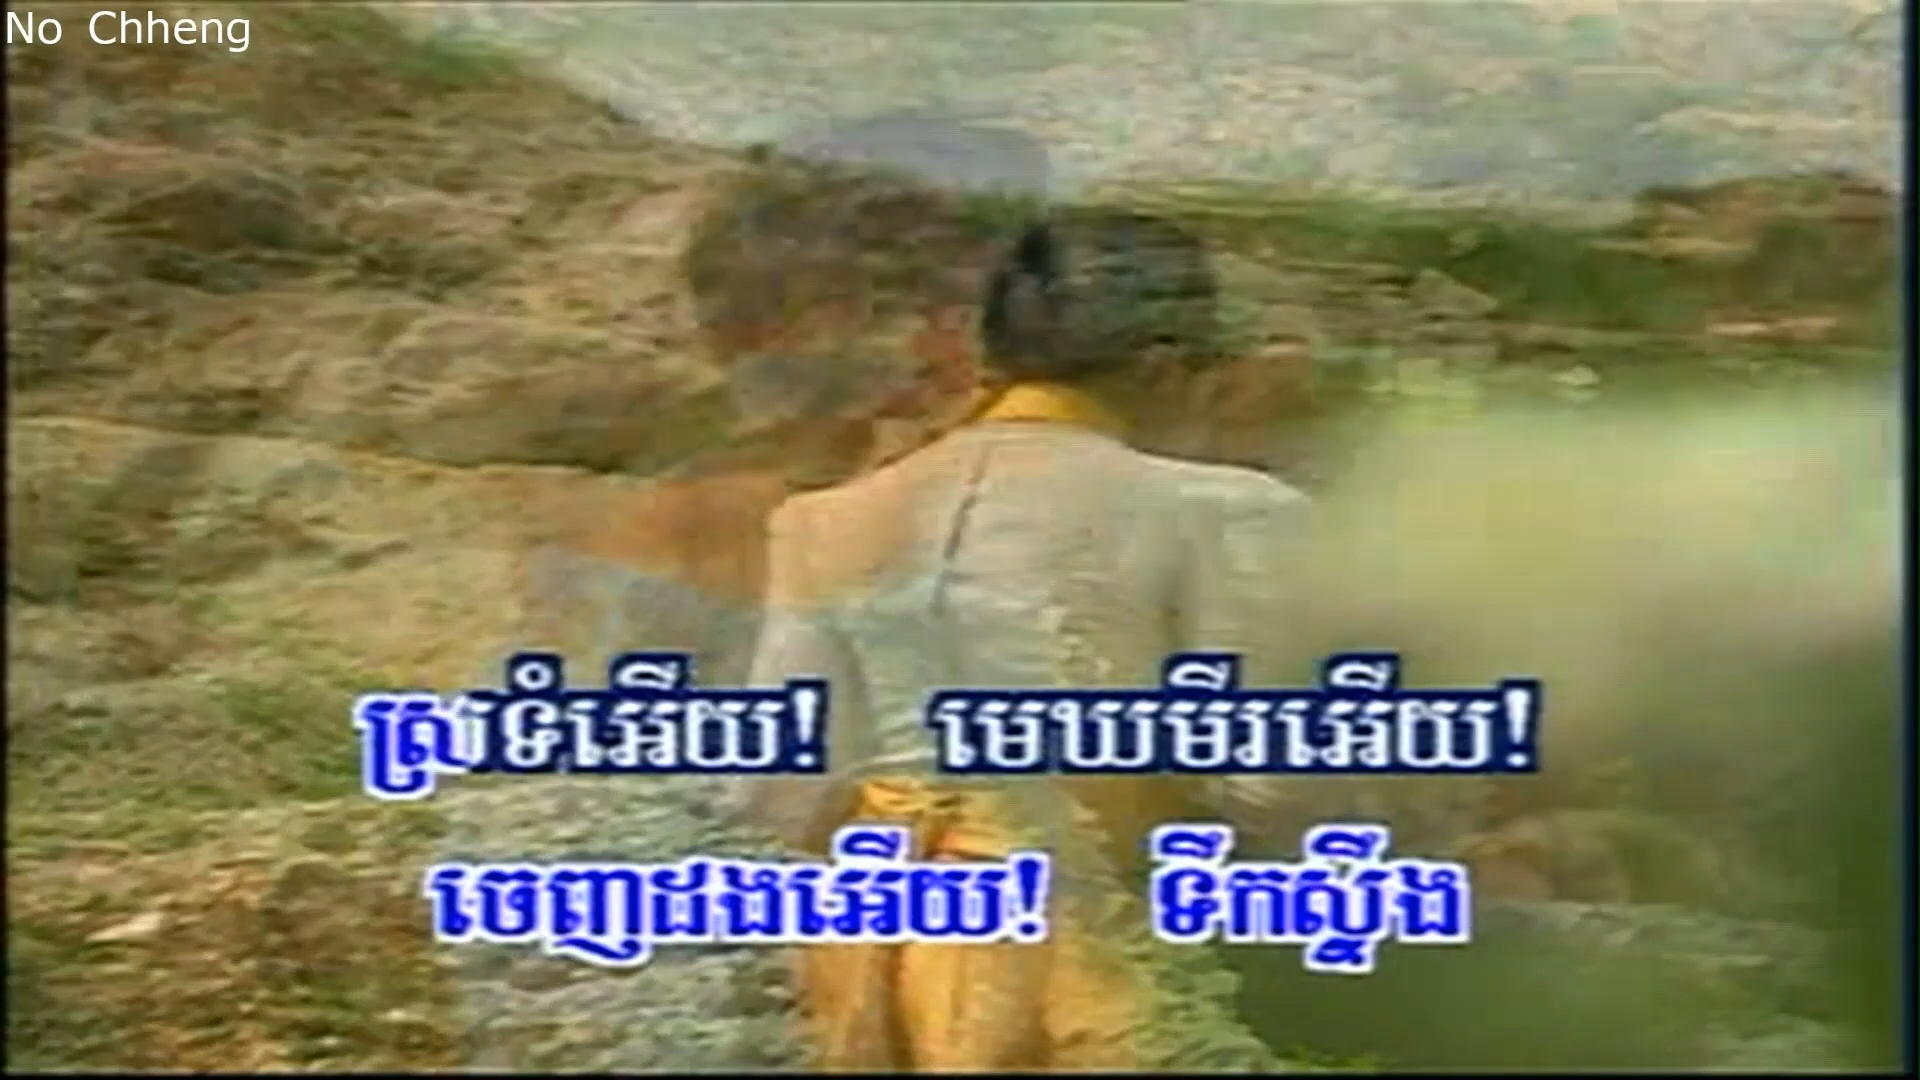 No Chheng
ស្រទំអើយ! មេឃមីរអើយ!
ចេញដងអើយ! ទឹកស្ទឹង